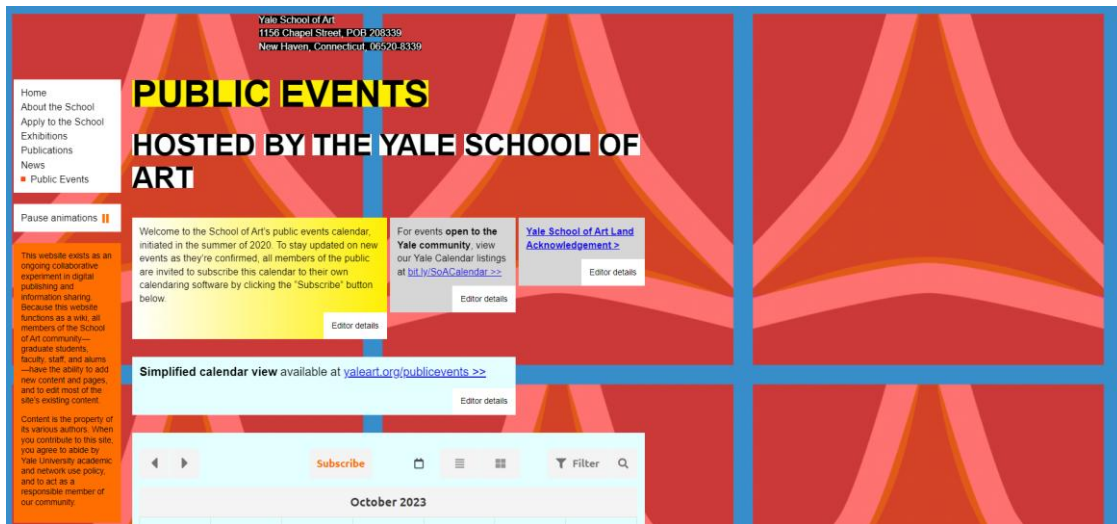 Yale School of Art
1156 Chapel Street, POB 208339
New Haven, Connecticut, 06520-8339
Home
About the School
Apply to the School
Exhibitions
Publications
News
Public Events
Pause animations
This website exists as an
ongoing collaborative
experiment in digital
publishing and
information sharing.
Because this website
functions as a wiki, all
members of the School
of Art community—
graduate students,
faculty, staff, and alums
—have the ability to add
new content and pages,
and to edit most of the
site's existing content.
Content is the property of
its various authors. When
you contribute to this site,
you agree to abide by
Yale University academic
and network use policy,
and to act as a
responsible member of
our community.
PUBLIC EVENTS
HOSTED BY THE YALE SCHOOL OF
ART
Welcome to the School of Art's public events calendar,
initiated in the summer of 2020. To stay updated on new
events as they're confirmed, all members of the public
are invited to subscribe this calendar to their own
calendaring software by clicking the "Subscribe" button
below.
Editor details
For events open to the
Yale community, view
our Yale Calendar listings
at bit.ly/SoACalendar >>
Editor details
Yale School of Art Land
Acknowledgement >
Editor details
Simplified calendar view available at yaleart.org/publicevents >>
Editor details
Subscribe
Filter
October 2023